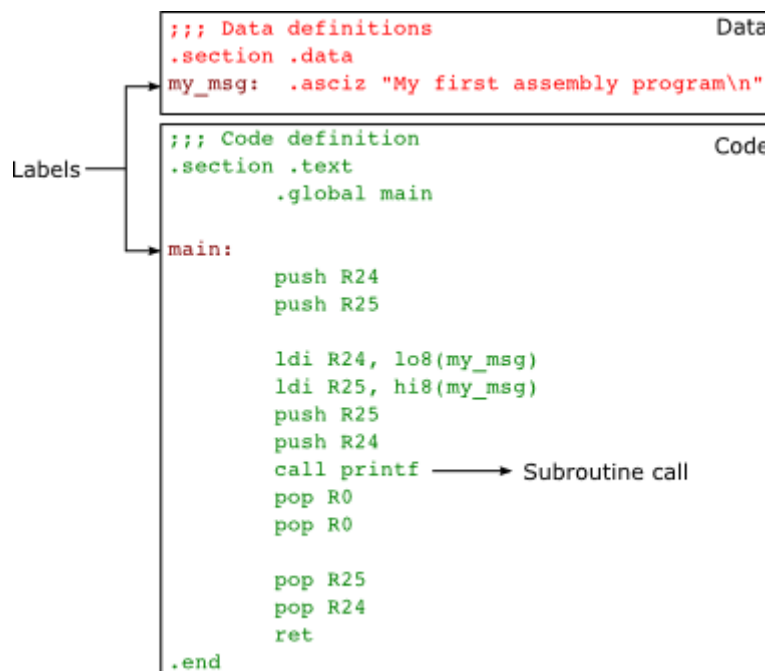 ;;; Data definitions
Data
.section .data
my_msg:  .asciz "My first assembly program\n"
;;; Code definition
Code
.section .text
.global main
Labels
main:
push R24
push R25
ldi R24, lo8(my_msg)
ldi R25, hi8(my_msg)
push R25
push R24
call printf
Subroutine call
pop R0
pop R0
pop R25
pop R24
ret
.end